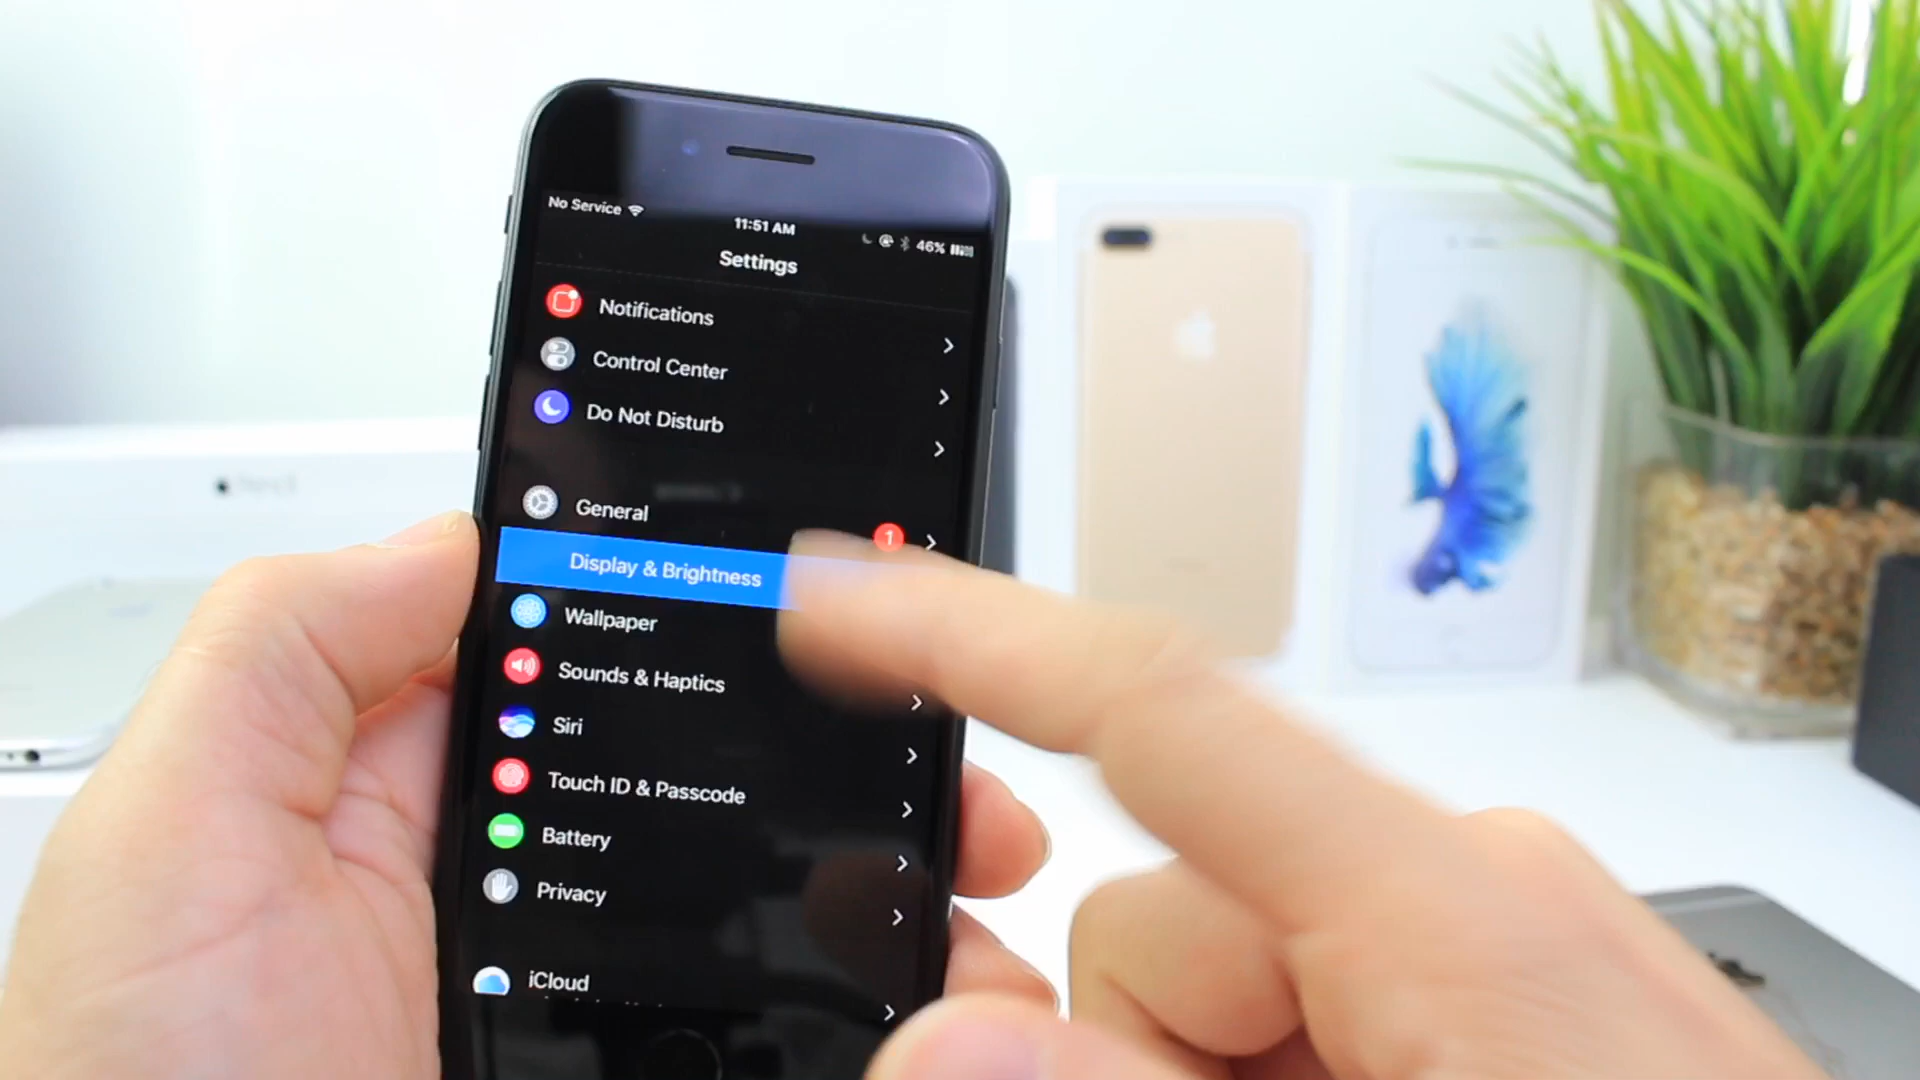 No Service
11:51 AM
46%
Settings
Notifications
Control Center
Do Not Disturb
General
1
Display & Brightness
Wallpaper
Sounds & Haptics
Siri
Touch ID & Passcode
Battery
Privacy
iCloud